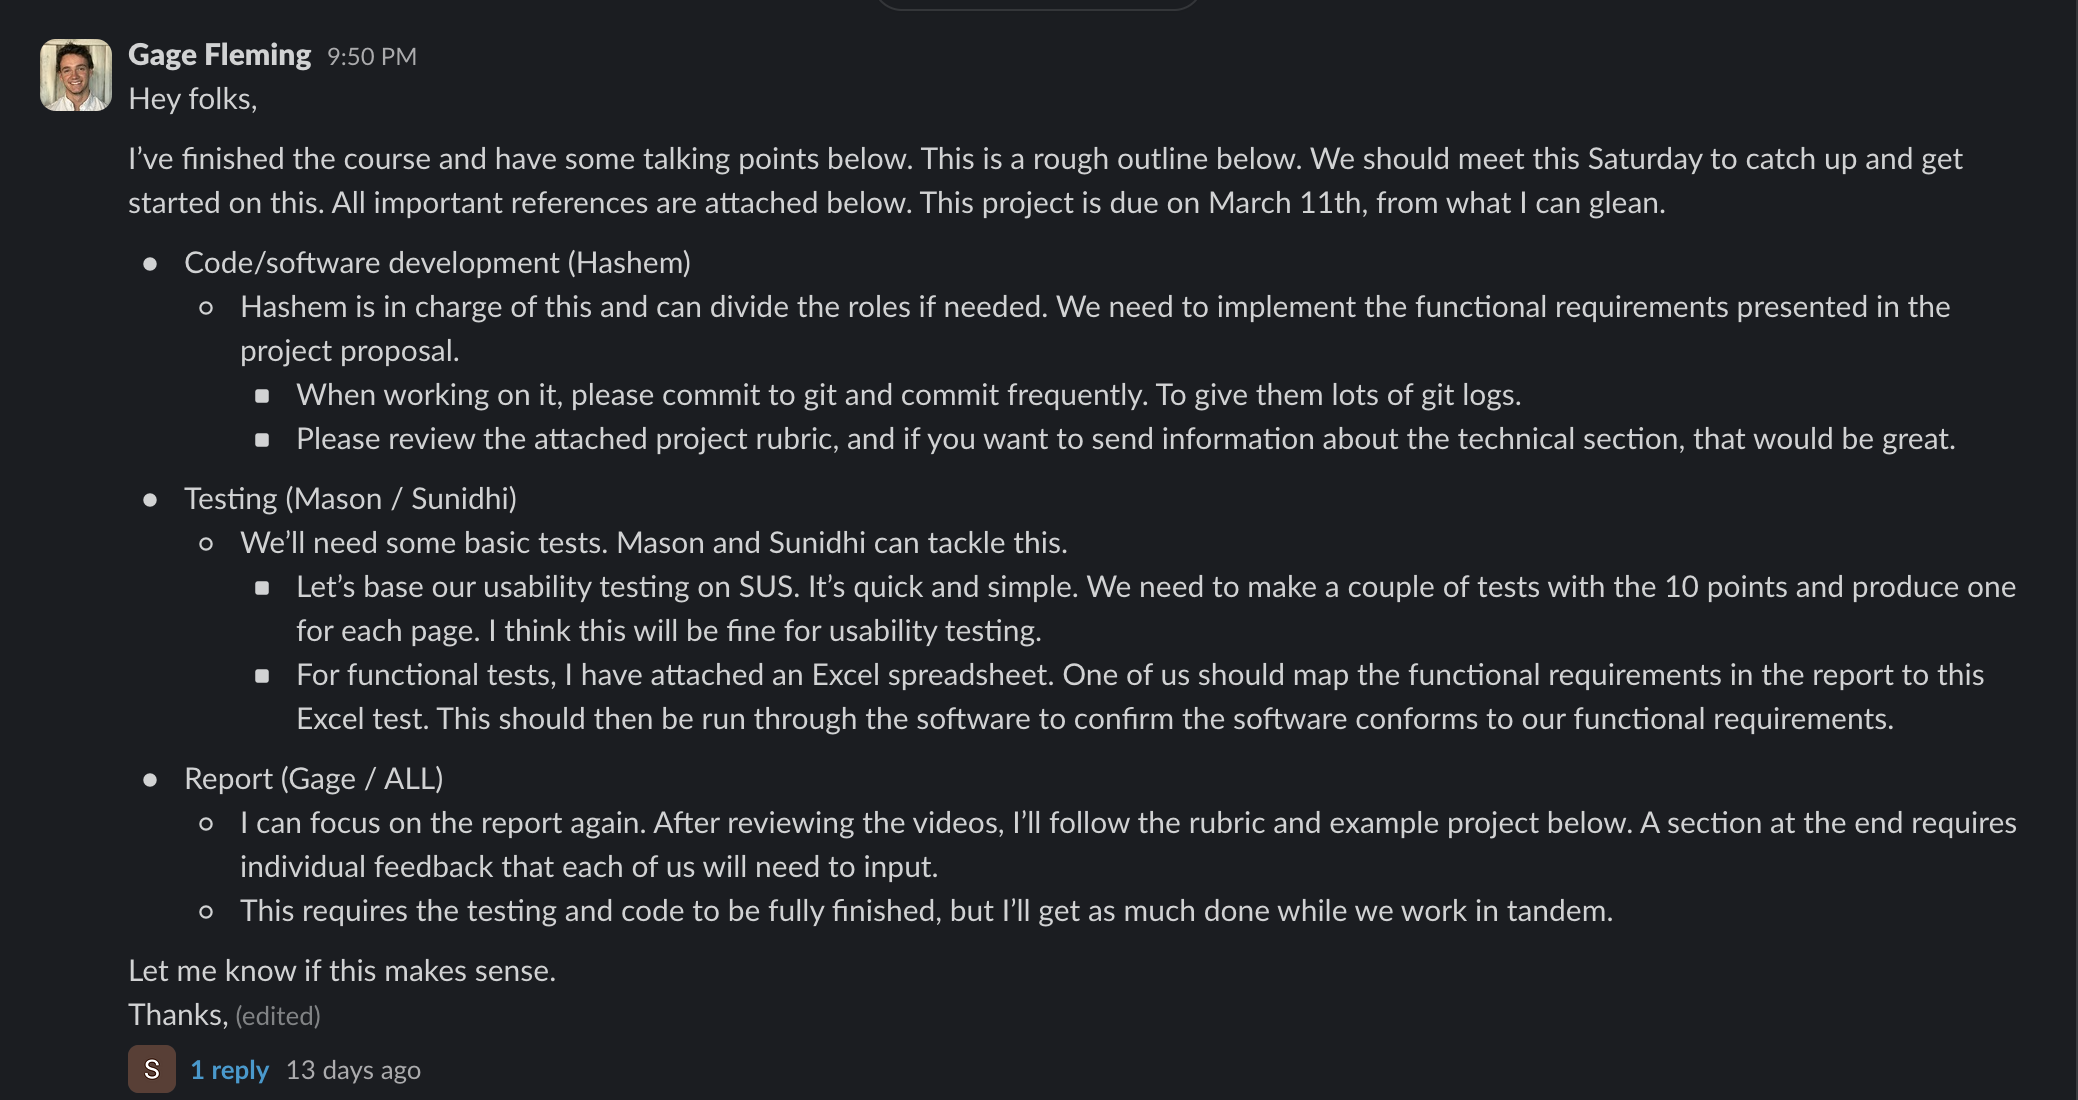 Gage Fleming 9:50 PM
Hey folks,
I’ve finished the course and have some talking points below. This is a rough outline below. We should meet this Saturday to catch up and get
started on this. All important references are attached below. This project is due on March 11th, from what I can glean.
● Code/software development (Hashem)
○ Hashem is in charge of this and can divide the roles if needed. We need to implement the functional requirements presented in the
project proposal.
■ When working on it, please commit to git and commit frequently. To give them lots of git logs.
■ Please review the attached project rubric, and if you want to send information about the technical section, that would be great.
● Testing (Mason / Sunidhi)
○ We’ll need some basic tests. Mason and Sunidhi can tackle this.
■ Let’s base our usability testing on SUS. It’s quick and simple. We need to make a couple of tests with the 10 points and produce one
for each page. I think this will be fine for usability testing.
■ For functional tests, I have attached an Excel spreadsheet. One of us should map the functional requirements in the report to this
Excel test. This should then be run through the software to confirm the software conforms to our functional requirements.
● Report (Gage / ALL)
○ I can focus on the report again. After reviewing the videos, I’ll follow the rubric and example project below. A section at the end requires
individual feedback that each of us will need to input.
○ This requires the testing and code to be fully finished, but I’ll get as much done while we work in tandem.
Let me know if this makes sense.
Thanks, (edited)
S 1 reply 13 days ago